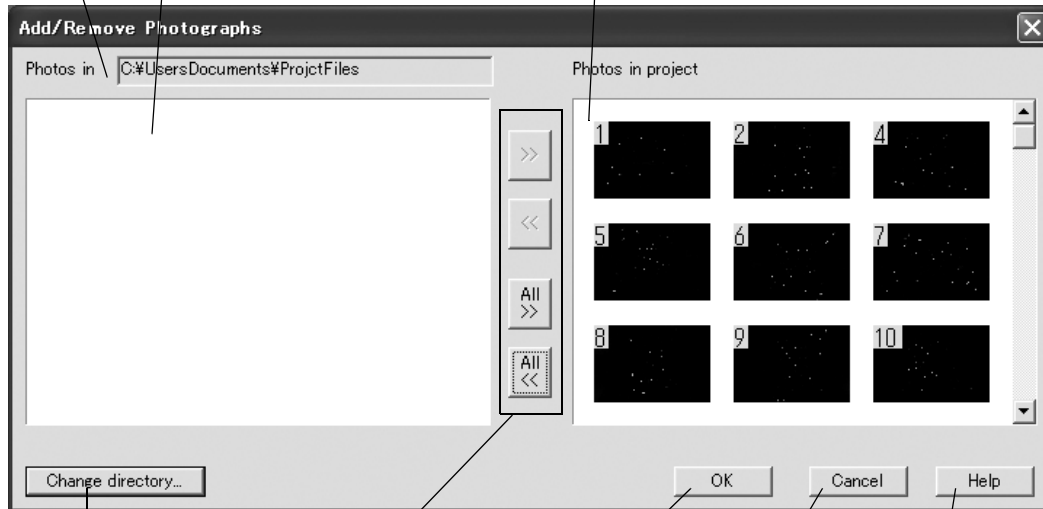 Add/Remove Photographs
Photos in C:¥UsersDocuments¥ProjctFiles
Photos in project
>>
<<
All
>>
All
<<
1 2 4
5 6 7
8 9 10
Change directory...
OK Cancel Help